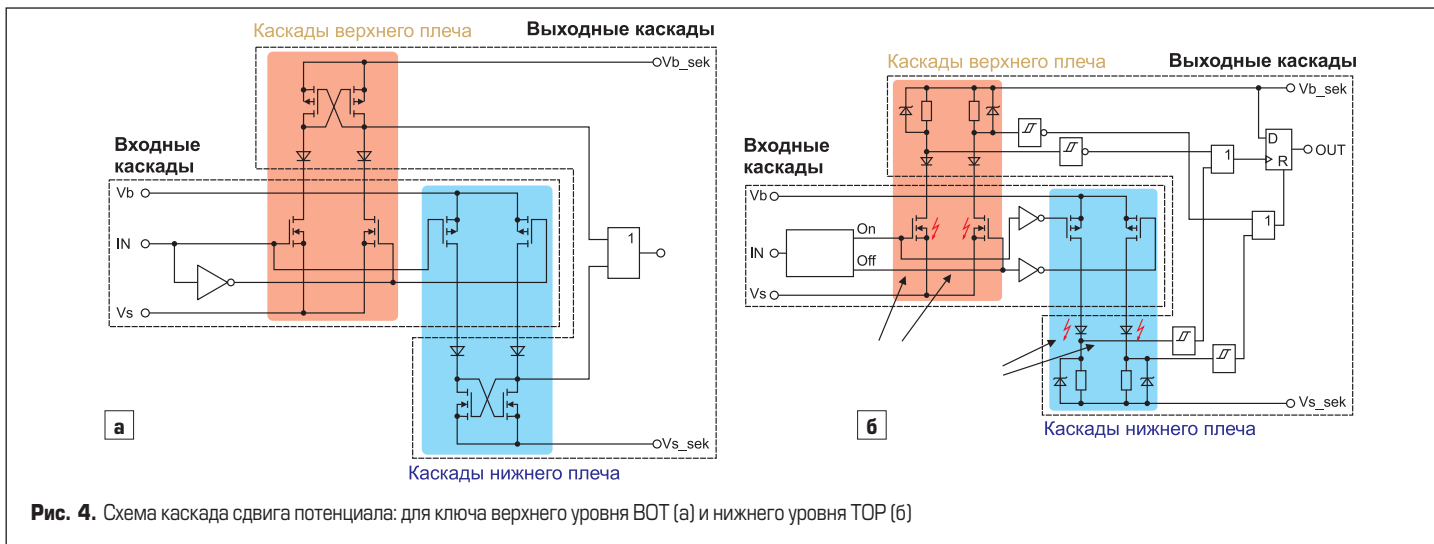 Каскады верхнего плеча
Выходные каскады
Vb_sek
Входные
каскады
Vb
IN
Vs
1
Vs_sek
а
Каскады нижнего плеча
Каскады верхнего плеча
Выходные каскады
Vb_sek
D
R
OUT
1
1
Входные
каскады
Vb
On
IN
Off
Vs
Vs_sek
б
Каскады нижнего плеча
Рис. 4. Схема каскада сдвига потенциала: для ключа верхнего уровня BOT (а) и нижнего уровня TOP (б)